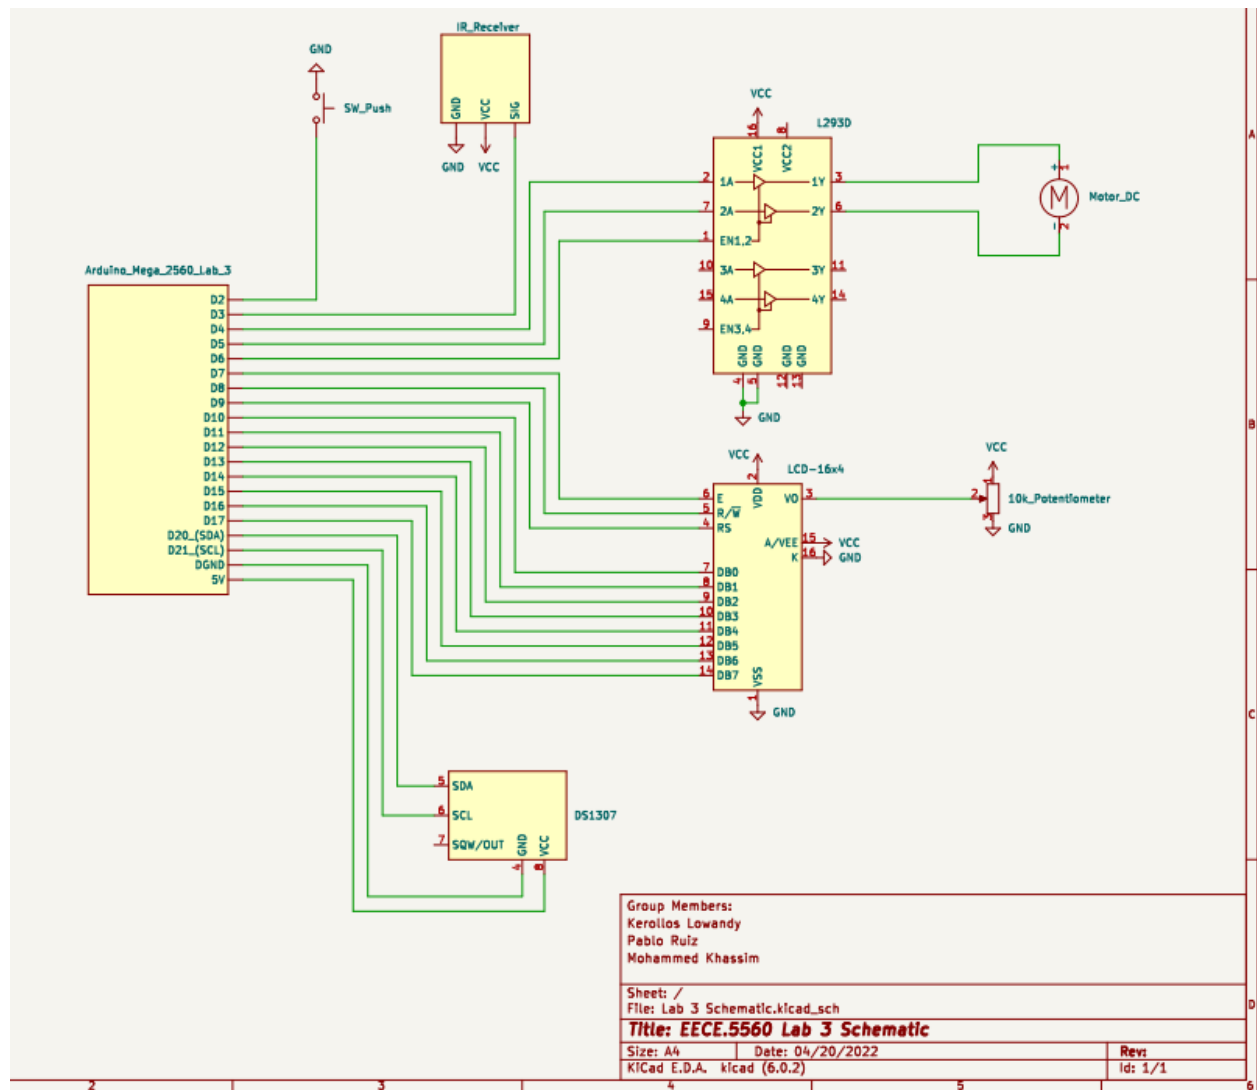 IR_Receiver
GND
SW_Push
GND
VCC
SIG
GND
VCC
VCC
L293D
16
8
VCC1
VCC2
2 1A 1Y 3
7 2A 2Y 6
1 EN1,2
10 3A 3Y 11
15 4A 4Y 14
9 EN3,4
GND
GND
GND
GND
4
5
12
13
GND
+
1
M
Motor_DC
-
2
Arduino_Mega_2560_Lab_3
D2
D3
D4
D5
D6
D7
D8
D9
D10
D11
D12
D13
D14
D15
D16
D17
D20_(SDA)
D21_(SCL)
DGND
5V
VCC
LCD-16x4
2
VDD
6 E
5 R/W
4 RS
7 DB0
8 DB1
9 DB2
10 DB3
11 DB4
12 DB5
13 DB6
14 DB7
VO 3
A/VEE 15 VCC
K 16 GND
VSS
1
GND
VCC
1
2
10k_Potentiometer
3
GND
5 SDA
6 SCL
7 SQW/OUT
GND
VCC
4
8
DS1307
Group Members:
Kerollos Lowandy
Pablo Ruiz
Mohammed Khassim
Sheet: /
File: Lab 3 Schematic.kicad_sch
Title: EECE.5560 Lab 3 Schematic
Size: A4 Date: 04/20/2022 Rev:
KiCad E.D.A. kicad (6.0.2) Id: 1/1
A
B
C
D
2 3 4 5 6